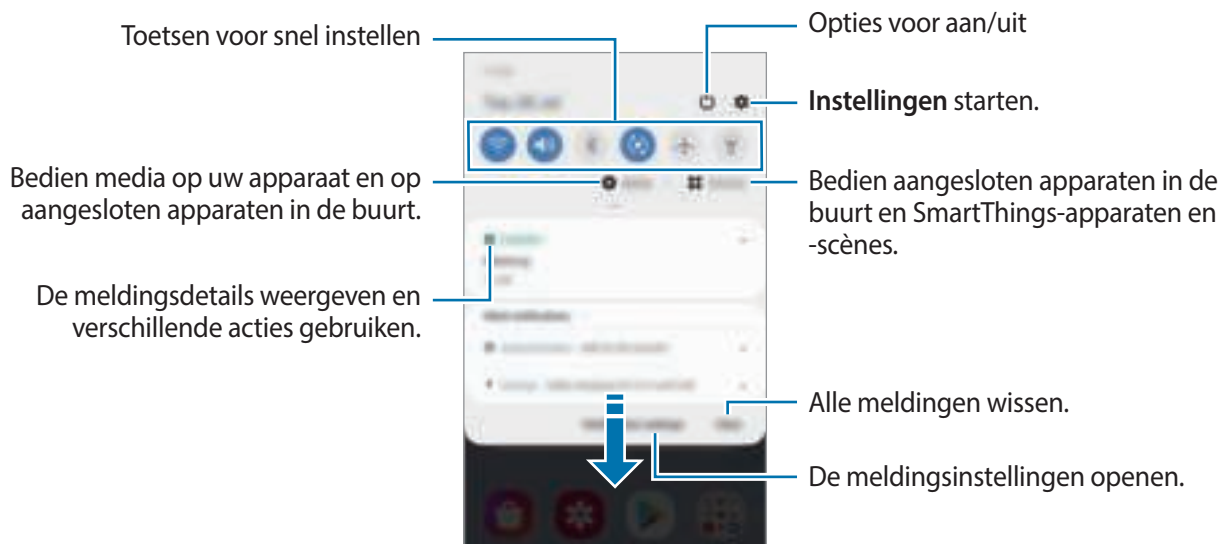 Toetsen voor snel instellen
Opties voor aan/uit
Instellingen starten.
Bedien media op uw apparaat en op
aangesloten apparaten in de buurt.
Bedien aangesloten apparaten in de
buurt en SmartThings-apparaten en
-scènes.
De meldingsdetails weergeven en
verschillende acties gebruiken.
Alle meldingen wissen.
De meldingsinstellingen openen.